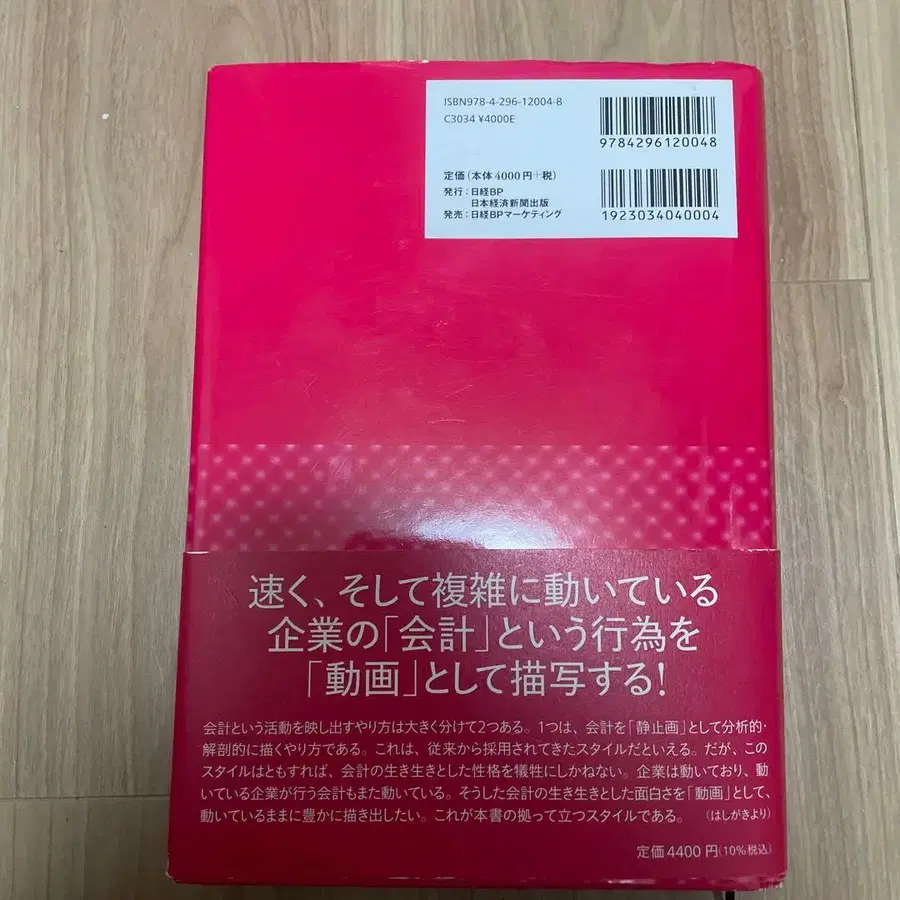 ISBN978-4-296-12004-8
C3034 ¥4000E
9784296120048
定価(本体4000円+税)
発行:日経BP
日本経済新聞出版
発売:日経BPマーケティング
1923034040004
速く、そして複雑に動いている
企業の「会計」という行為を
「動画」として描写する!
会計という活動を映し出すやり方は大きく分けて2つある。1つは、会計を「静止画」として分析的・
解剖的に描くやり方である。これは、従来から採用されてきたスタイルだといえる。だが、この
スタイルはともすれば、会計の生き生きとした性格を犠牲にしかねない。企業は動いており、動
いている企業が行う会計もまた動いている。そうした会計の生き生きとした面白さを「動画」として、
動いているままに豊かに描き出したい。これが本書の拠って立つスタイルである。 (はしがきより)
定価4400円(10%税込)